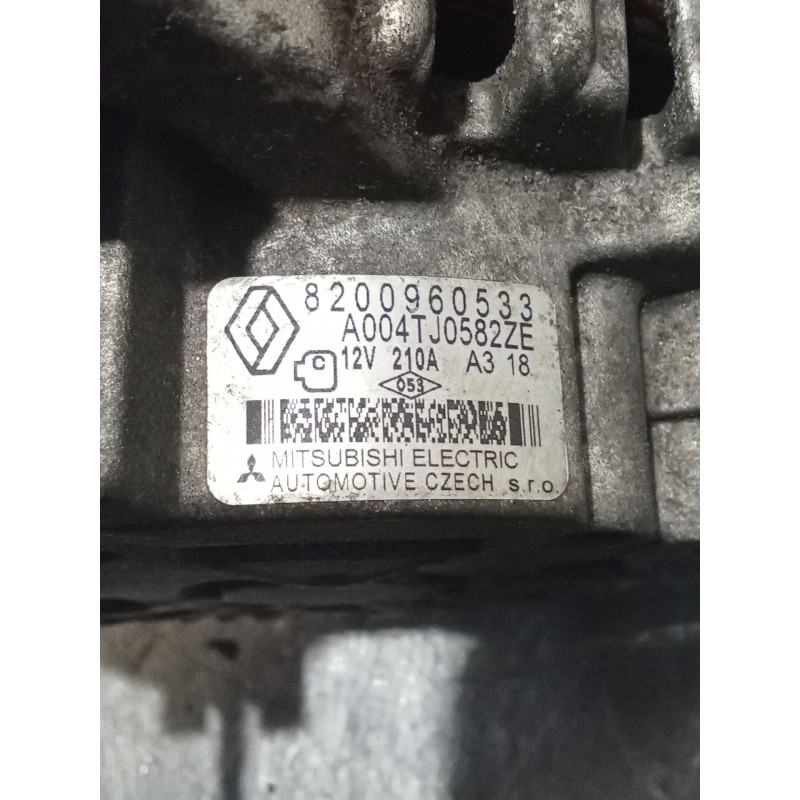 8200960533
A004TJ0582ZE
12V 210A A3 18
053
MITSUBISHI ELECTRIC
AUTOMOTIVE CZECH s.r.o.